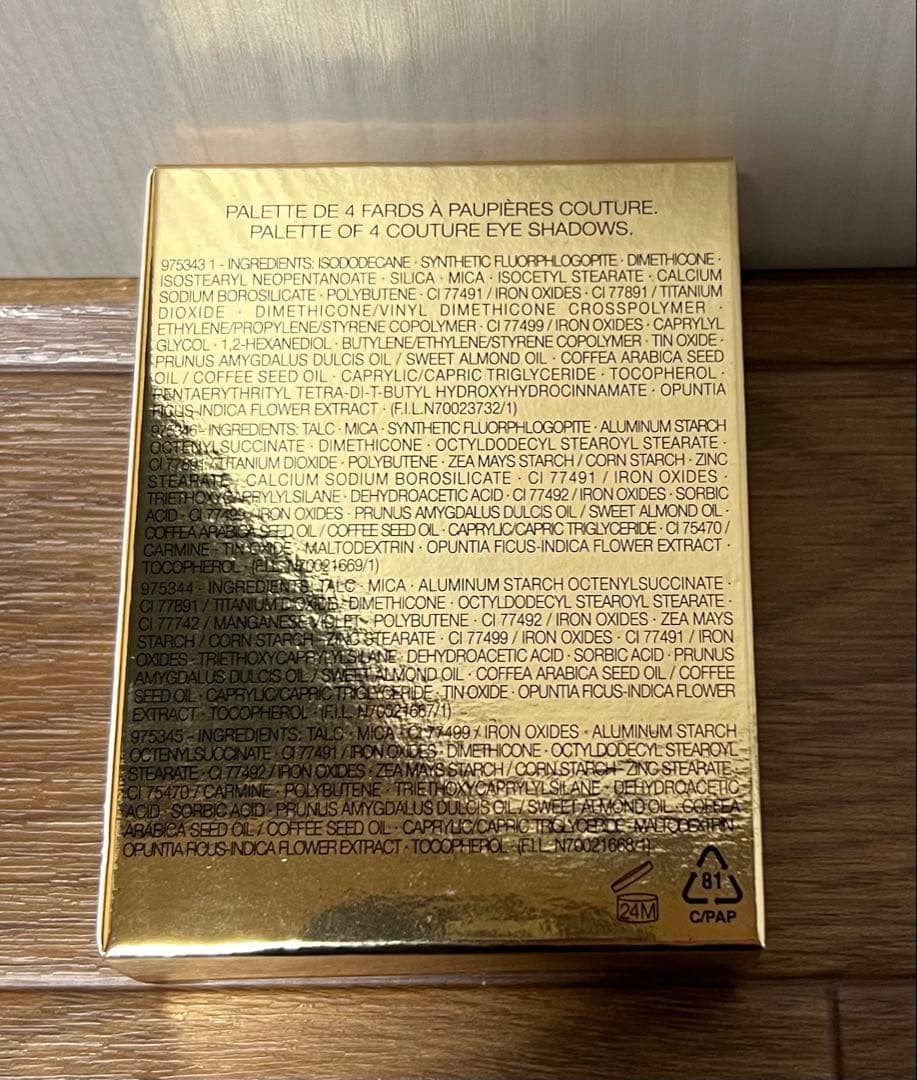 PALETTE DE 4 FARDS À PAUPIÈRES COUTURE.
PALETTE OF 4 COUTURE EYE SHADOWS.
975343 1 - INGREDIENTS: ISODODECANE · SYNTHETIC FLUORPHLOGOPITE · DIMETHICONE ·
ISOSTEARYL NEOPENTANOATE · SILICA · MICA · ISOCETYL STEARATE · CALCIUM
SODIUM BOROSILICATE · POLYBUTENE · CI 77491 / IRON OXIDES · CI 77891 / TITANIUM
DIOXIDE · DIMETHICONE/VINYL DIMETHICONE CROSSPOLYMER ·
ETHYLENE/PROPYLENE/STYRENE COPOLYMER · CI 77499 / IRON OXIDES · CAPRYLYL
GLYCOL · 1,2-HEXANEDIOL · BUTYLENE/ETHYLENE/STYRENE COPOLYMER · TIN OXIDE ·
PRUNUS AMYGDALUS DULCIS OIL / SWEET ALMOND OIL · COFFEA ARABICA SEED
OIL / COFFEE SEED OIL · CAPRYLIC/CAPRIC TRIGLYCERIDE · TOCOPHEROL ·
PENTAERYTHRITYL TETRA-DI-T-BUTYL HYDROXYHYDROCINNAMATE · OPUNTIA
FICUS-INDICA FLOWER EXTRACT · (F.I.L.N70023732/1)
975346 - INGREDIENTS: TALC · MICA · SYNTHETIC FLUORPHLOGOPITE · ALUMINUM STARCH
OCTENYLSUCCINATE · DIMETHICONE · OCTYLDODECYL STEAROYL STEARATE ·
CI 77891 / TITANIUM DIOXIDE · POLYBUTENE · ZEA MAYS STARCH / CORN STARCH · ZINC
STEARATE · CALCIUM SODIUM BOROSILICATE · CI 77491 / IRON OXIDES ·
TRIETHOXYCAPRYLYLSILANE · DEHYDROACETIC ACID · CI 77492 / IRON OXIDES · SORBIC
ACID · CI 77499 / IRON OXIDES · PRUNUS AMYGDALUS DULCIS OIL / SWEET ALMOND OIL ·
COFFEA ARABICA SEED OIL / COFFEE SEED OIL · CAPRYLIC/CAPRIC TRIGLYCERIDE · CI 75470 /
CARMINE · TIN OXIDE · MALTODEXTRIN · OPUNTIA FICUS-INDICA FLOWER EXTRACT ·
TOCOPHEROL · (F.I.L. N70021669/1)
975344 - INGREDIENTS: TALC · MICA · ALUMINUM STARCH OCTENYLSUCCINATE ·
CI 77891 / TITANIUM DIOXIDE · DIMETHICONE · OCTYLDODECYL STEAROYL STEARATE ·
CI 77742 / MANGANESE VIOLET · POLYBUTENE · CI 77492 / IRON OXIDES · ZEA MAYS
STARCH / CORN STARCH · ZINC STEARATE · CI 77499 / IRON OXIDES · CI 77491 / IRON
OXIDES · TRIETHOXYCAPRYLYLSILANE · DEHYDROACETIC ACID · SORBIC ACID · PRUNUS
AMYGDALUS DULCIS OIL / SWEET ALMOND OIL · COFFEA ARABICA SEED OIL / COFFEE
SEED OIL · CAPRYLIC/CAPRIC TRIGLYCERIDE · TIN OXIDE · OPUNTIA FICUS-INDICA FLOWER
EXTRACT · TOCOPHEROL · (F.I.L. N70021667/1)
975345 - INGREDIENTS: TALC · MICA · CI 77499 / IRON OXIDES · ALUMINUM STARCH
OCTENYLSUCCINATE · CI 77491 / IRON OXIDES · DIMETHICONE · OCTYLDODECYL STEAROYL
STEARATE · CI 77492 / IRON OXIDES · ZEA MAYS STARCH / CORN STARCH · ZINC STEARATE ·
CI 75470 / CARMINE · POLYBUTENE · TRIETHOXYCAPRYLYLSILANE · DEHYDROACETIC
ACID · SORBIC ACID · PRUNUS AMYGDALUS DULCIS OIL / SWEET ALMOND OIL · COFFEA
ARABICA SEED OIL / COFFEE SEED OIL · CAPRYLIC/CAPRIC TRIGLYCERIDE · MALTODEXTRIN ·
OPUNTIA FICUS-INDICA FLOWER EXTRACT · TOCOPHEROL · (F.I.L. N70021668/1)
24M
81
C/PAP